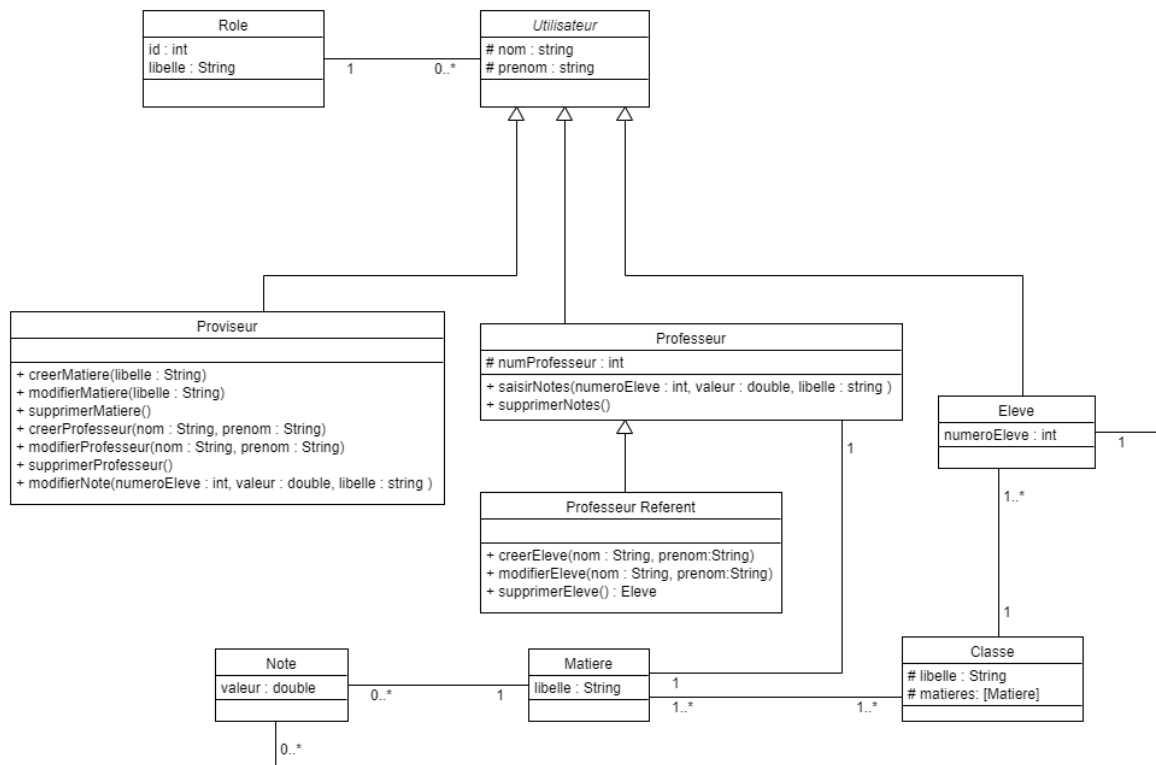 Role
id : int
libelle : String
1
0..*
Utilisateur
# nom : string
# prenom : string
Proviseur
+ creerMatiere(libelle : String)
+ modifierMatiere(libelle : String)
+ supprimerMatiere()
+ creerProfesseur(nom : String, prenom : String)
+ modifierProfesseur(nom : String, prenom : String)
+ supprimerProfesseur()
+ modifierNote(numeroEleve : int, valeur : double, libelle : string )
Professeur
# numProfesseur : int
+ saisirNotes(numeroEleve : int, valeur : double, libelle : string )
+ supprimerNotes()
1
Eleve
numeroEleve : int
1
1..*
Professeur Referent
+ creerEleve(nom : String, prenom:String)
+ modifierEleve(nom : String, prenom:String)
+ supprimerEleve() : Eleve
1
Note
valeur : double
0..*
1
Matiere
libelle : String
1
1..*
1..*
Classe
# libelle : String
# matieres: [Matiere]
0..*